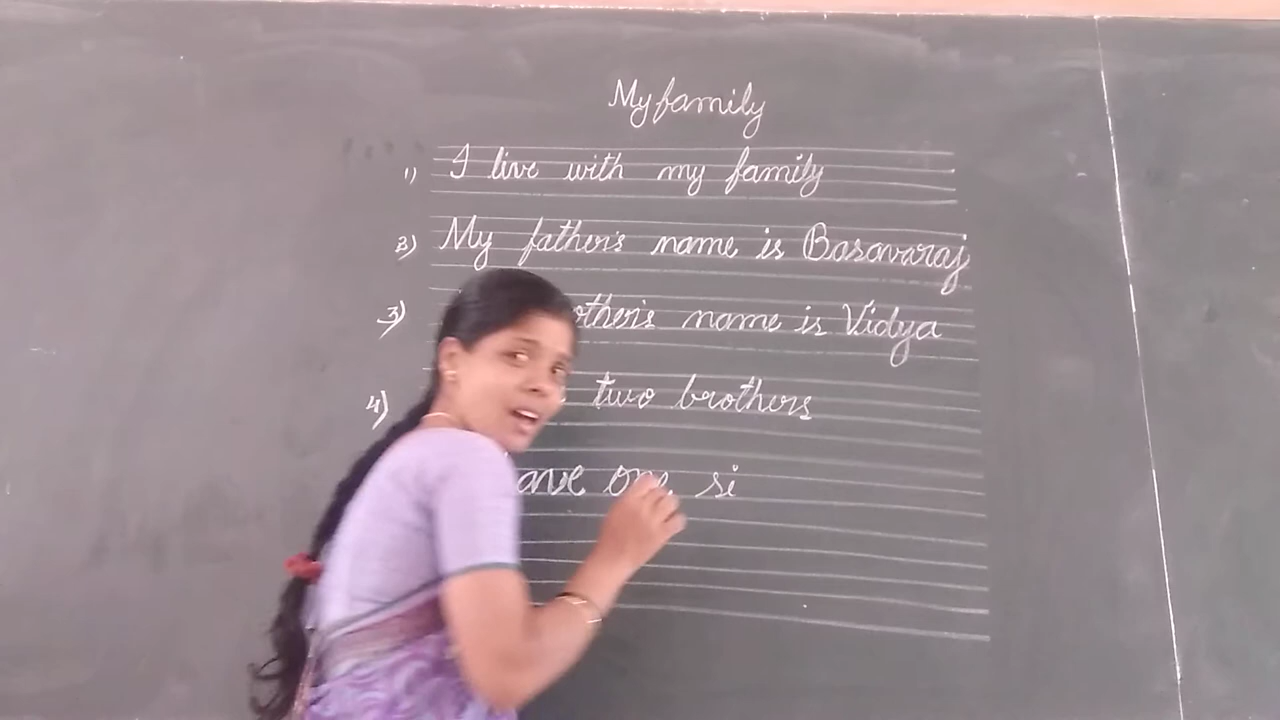 My family
1) I live with my family
2) My father's name is Basavaraj
3) other's name is Vidya
4) two brothers
ave one si